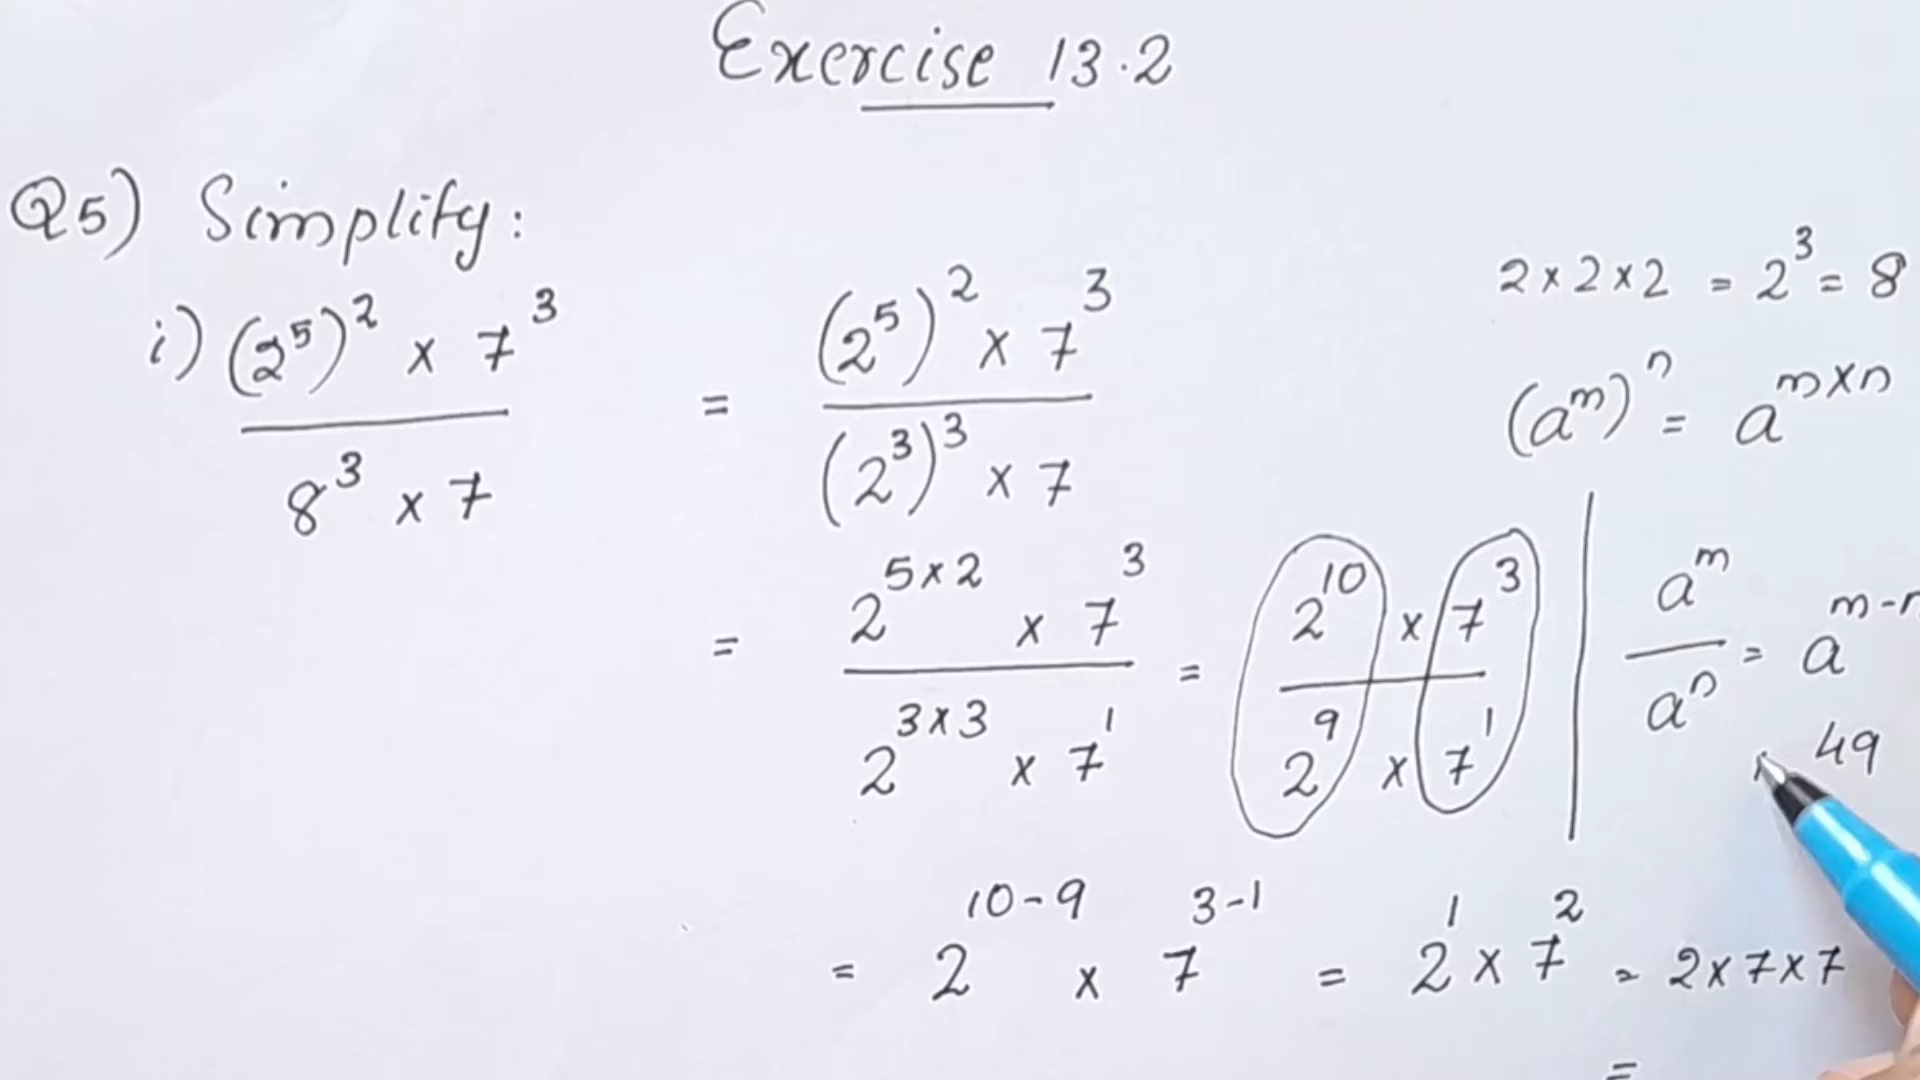 Exercise 13.2
Q5) Simplify:
i) (2⁵)² × 7³ / 8³ × 7 = (2⁵)² × 7³ / (2³)³ × 7
= 2⁵ˣ² × 7³ / 2³ˣ³ × 7¹ = 2¹⁰ × 7³ / 2⁹ × 7¹
= 2¹⁰⁻⁹ × 7³⁻¹ = 2¹ × 7² = 2×7×7
=
2×2×2 = 2³ = 8
(aᵐ)ⁿ = aᵐˣⁿ
aᵐ / aⁿ = aᵐ⁻
49